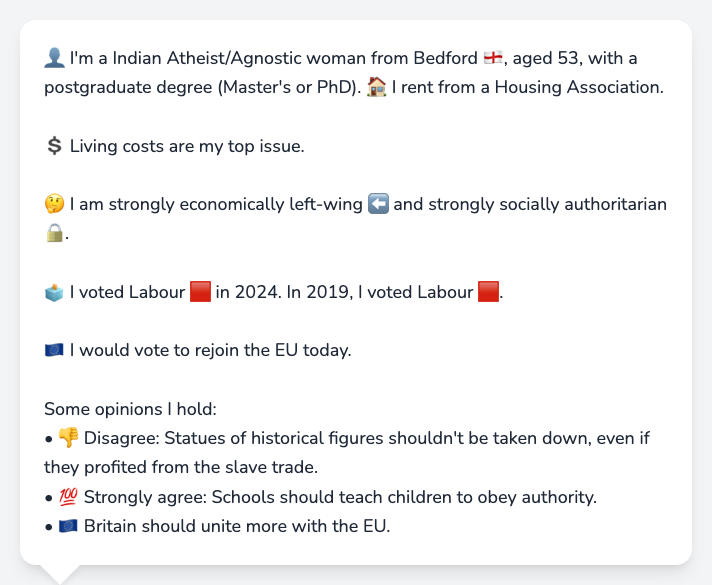 👤 I'm a Indian Atheist/Agnostic woman from Bedford 🏴󠁧󠁢󠁥󠁮󠁧󠁿, aged 53, with a
postgraduate degree (Master's or PhD). 🏠 I rent from a Housing Association.
💲 Living costs are my top issue.
🤔 I am strongly economically left-wing ⬅️ and strongly socially authoritarian
🔒.
🗳️ I voted Labour 🟥 in 2024. In 2019, I voted Labour 🟥.
🇪🇺 I would vote to rejoin the EU today.
Some opinions I hold:
• 👎 Disagree: Statues of historical figures shouldn't be taken down, even if
they profited from the slave trade.
• 💯 Strongly agree: Schools should teach children to obey authority.
• 🇪🇺 Britain should unite more with the EU.